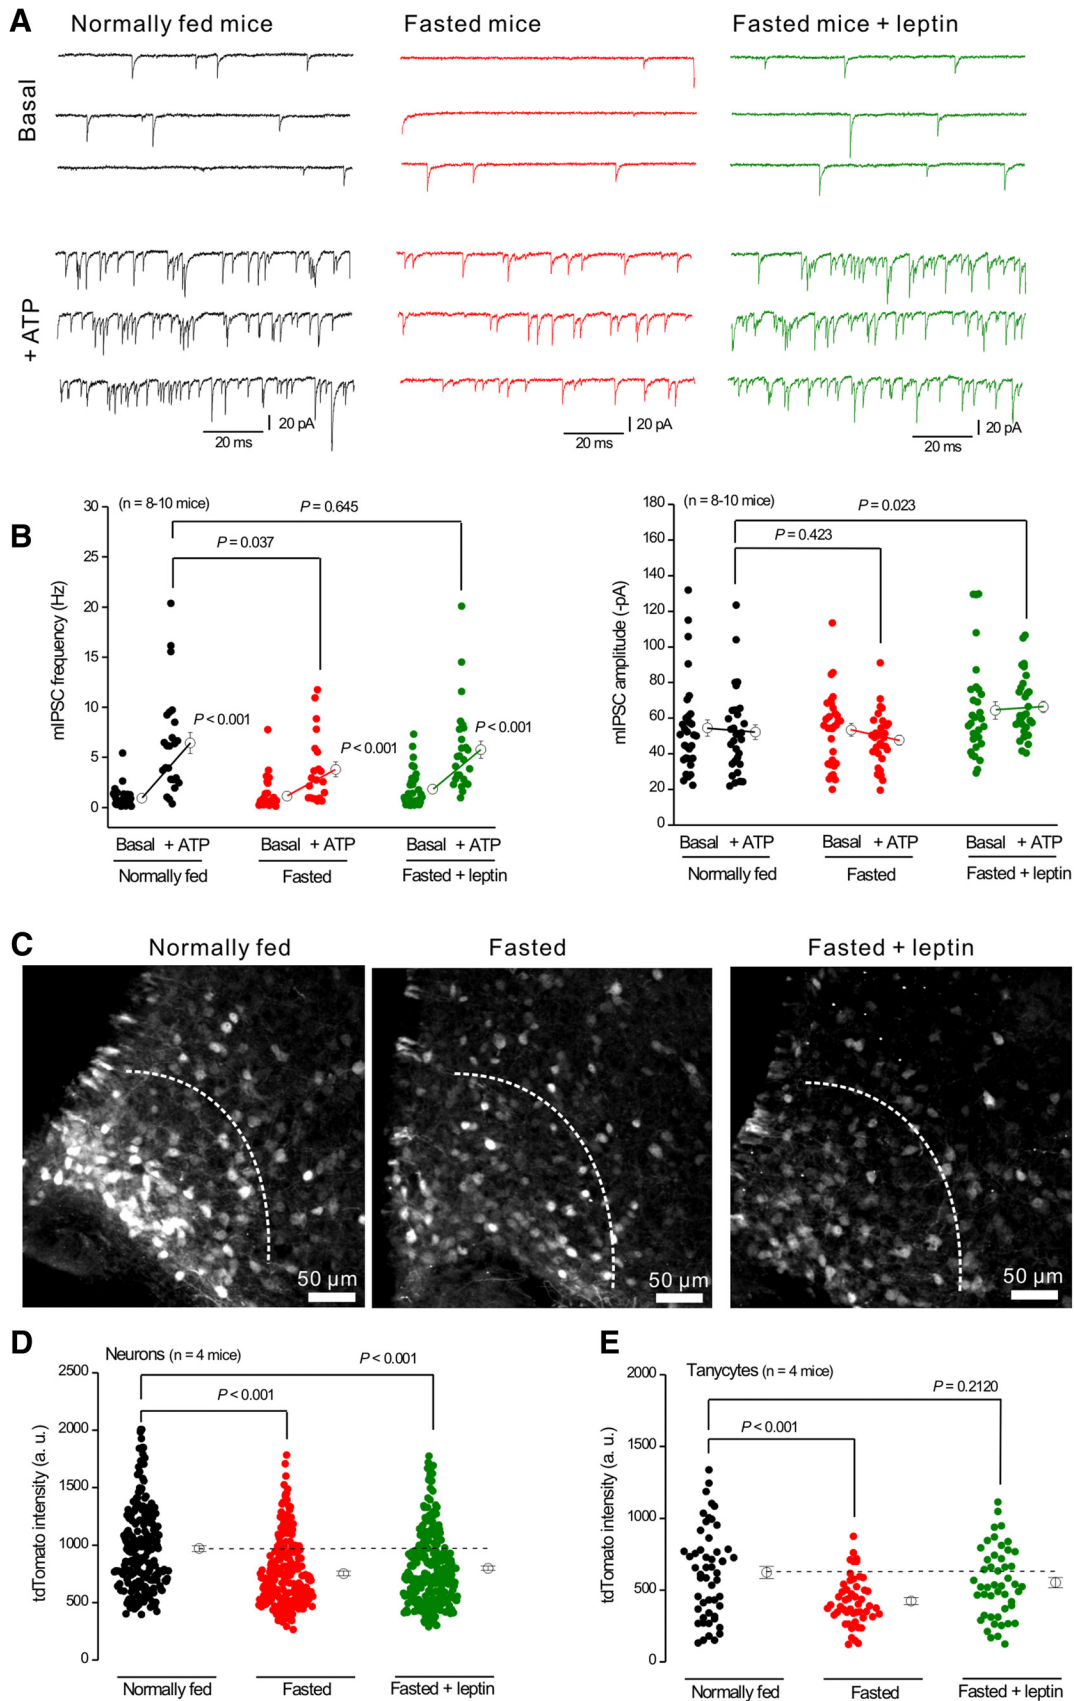 A
Normally fed mice
Fasted mice
Fasted mice + leptin
Basal
+ ATP
20 pA
20 ms
20 pA
20 ms
20 pA
20 ms
B
(n = 8-10 mice)
P = 0.645
P = 0.037
P < 0.001
P < 0.001
P < 0.001
mIPSC frequency (Hz)
30
25
20
15
10
5
0
Basal + ATP
Basal + ATP
Basal + ATP
Normally fed
Fasted
Fasted + leptin
(n = 8-10 mice)
P = 0.023
P = 0.423
mIPSC amplitude (-pA)
180
160
140
120
100
80
60
40
20
0
Basal + ATP
Basal + ATP
Basal + ATP
Normally fed
Fasted
Fasted + leptin
C
Normally fed
Fasted
Fasted + leptin
50 μm
50 μm
50 μm
D
Neurons (n = 4 mice)
P < 0.001
P < 0.001
tdTomato intensity (a. u.)
2500
2000
1500
1000
500
0
Normally fed
Fasted
Fasted + leptin
E
Tanycytes (n = 4 mice)
P = 0.2120
P < 0.001
tdTomato intensity (a. u.)
2000
1500
1000
500
0
Normally fed
Fasted
Fasted + leptin